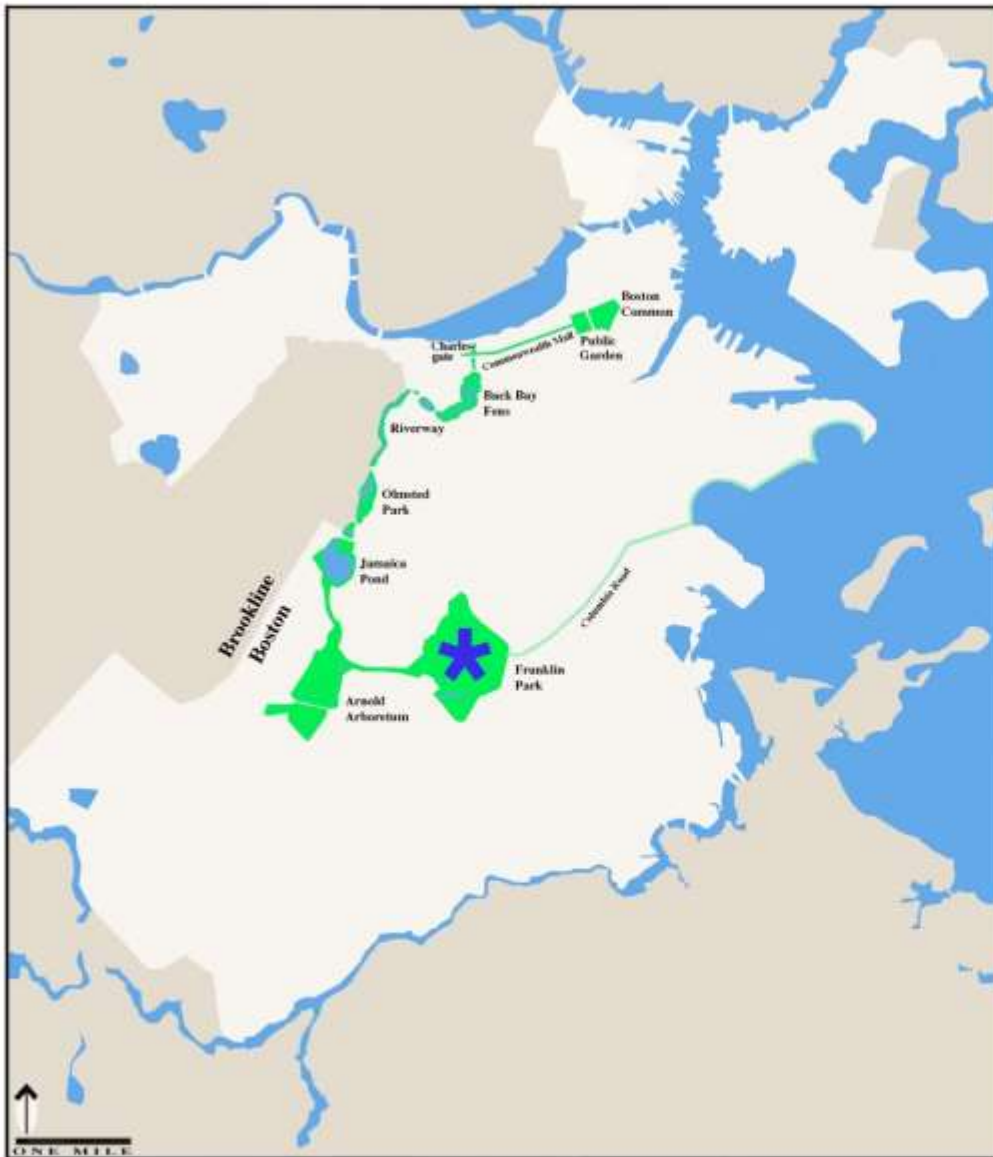 Boston
Common
Public
Garden
Commonwealth Mall
Charles-
gate
Back Bay
Fens
Riverway
Olmsted
Park
Jamaica
Pond
Brookline
Boston
Columbia Road
Franklin
Park
Arnold
Arboretum
ONE MILE